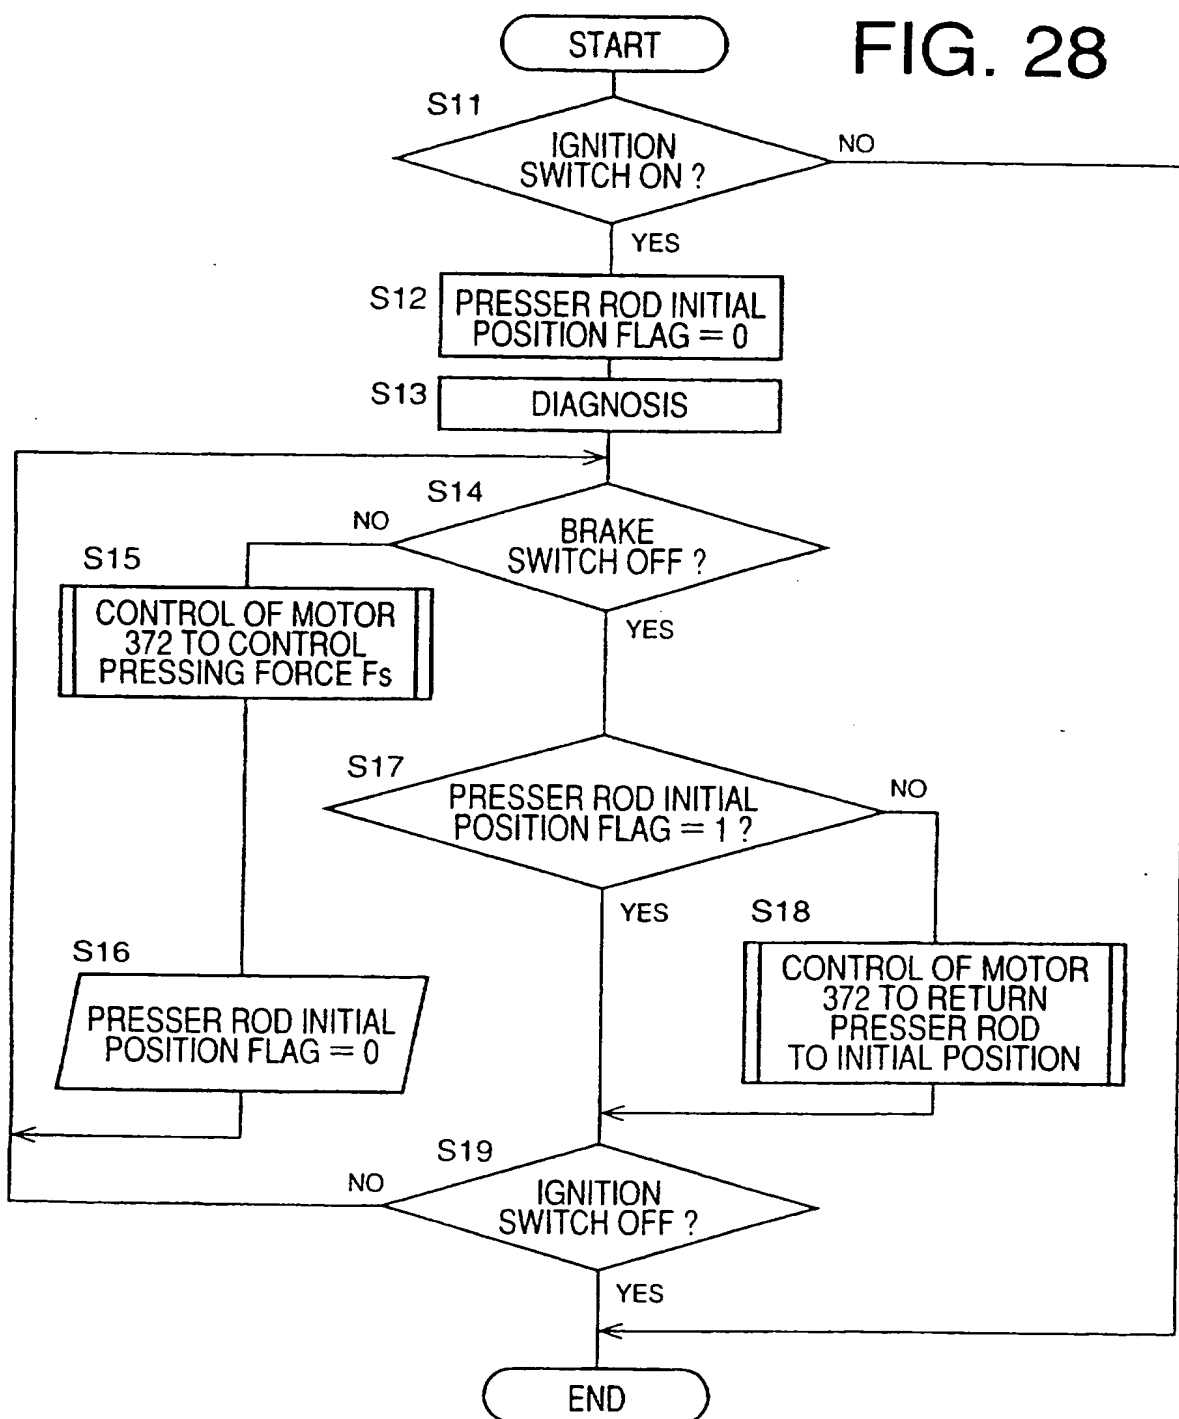 FIG. 28
START
S11
IGNITION
SWITCH ON ?
NO
YES
S12
PRESSER ROD INITIAL
POSITION FLAG = 0
S13
DIAGNOSIS
S14
BRAKE
SWITCH OFF ?
NO
YES
S15
CONTROL OF MOTOR
372 TO CONTROL
PRESSING FORCE Fs
S17
PRESSER ROD INITIAL
POSITION FLAG = 1 ?
NO
YES
S16
PRESSER ROD INITIAL
POSITION FLAG = 0
S18
CONTROL OF MOTOR
372 TO RETURN
PRESSER ROD
TO INITIAL POSITION
S19
IGNITION
SWITCH OFF ?
NO
YES
END